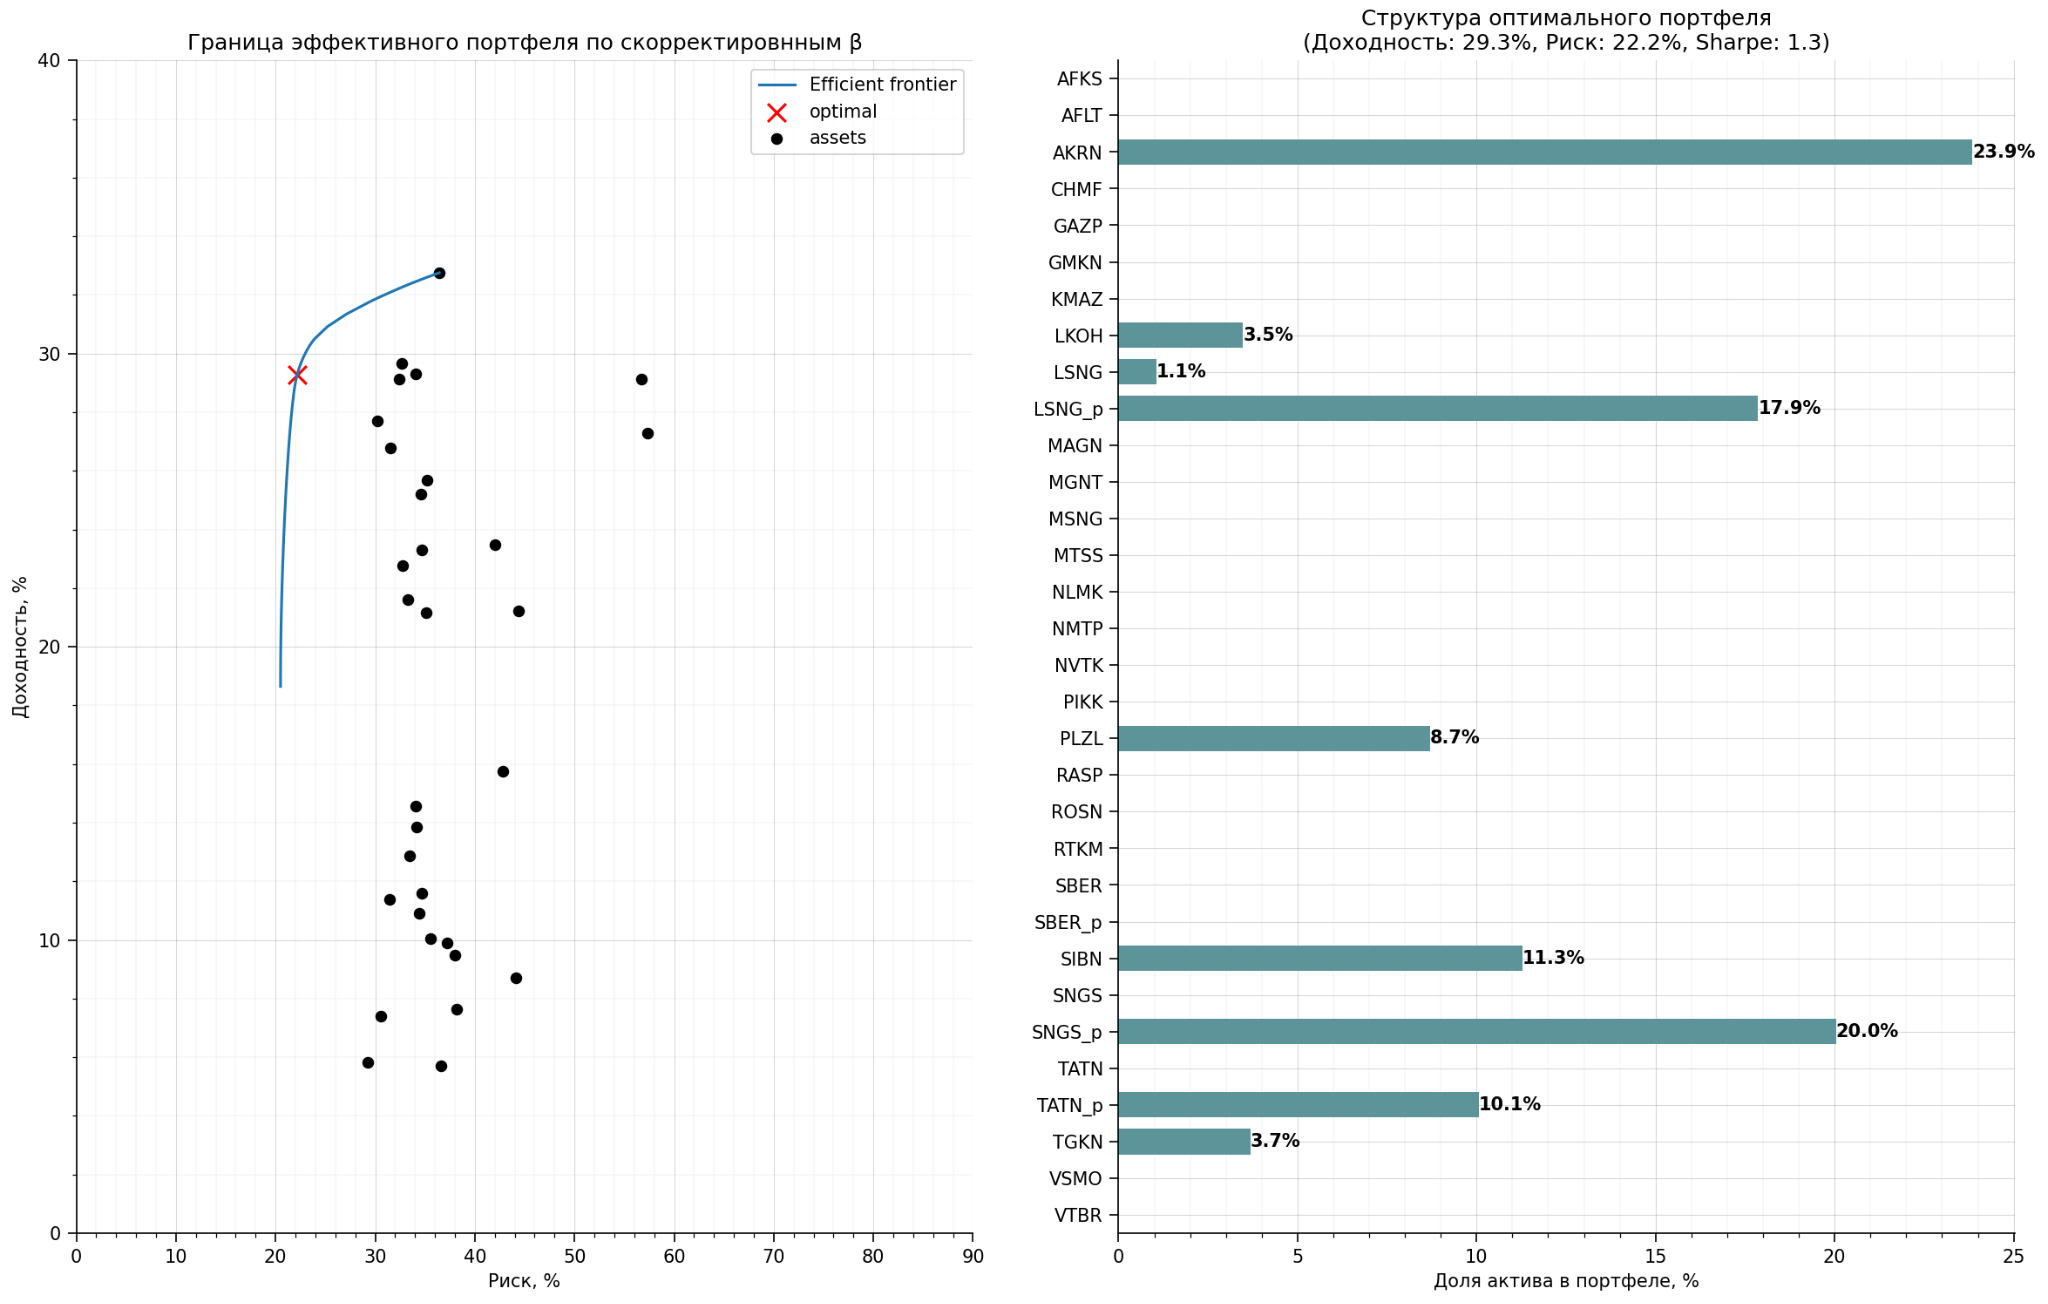 Граница эффективного портфеля по скорректировнным β
Efficient frontier
optimal
assets
Доходность, %
40
30
20
10
0
0 10 20 30 40 50 60 70 80 90
Риск, %
Структура оптимального портфеля
(Доходность: 29.3%, Риск: 22.2%, Sharpe: 1.3)
AFKS
AFLT
AKRN 23.9%
CHMF
GAZP
GMKN
KMAZ
LKOH 3.5%
LSNG 1.1%
LSNG_p 17.9%
MAGN
MGNT
MSNG
MTSS
NLMK
NMTP
NVTK
PIKK
PLZL 8.7%
RASP
ROSN
RTKM
SBER
SBER_p
SIBN 11.3%
SNGS
SNGS_p 20.0%
TATN
TATN_p 10.1%
TGKN 3.7%
VSMO
VTBR
0 5 10 15 20 25
Доля актива в портфеле, %